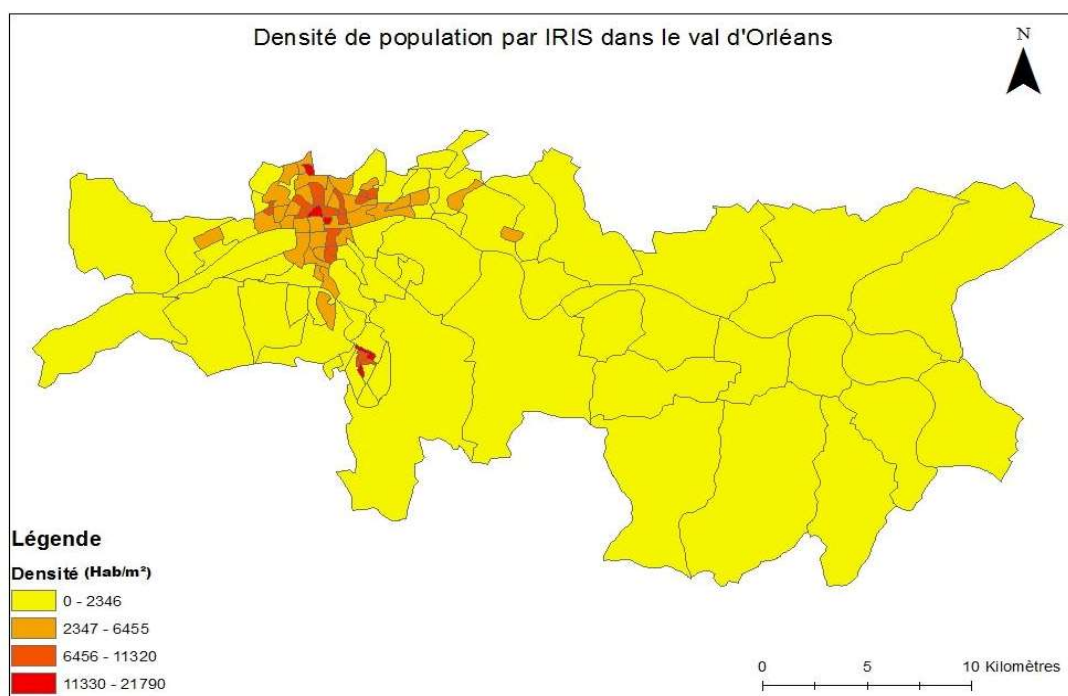 Densité de population par IRIS dans le val d'Orléans
N
Légende
Densité (Hab/m²)
0 - 2346
2347 - 6455
6456 - 11320
11330 - 21790
0 5 10 Kilomètres